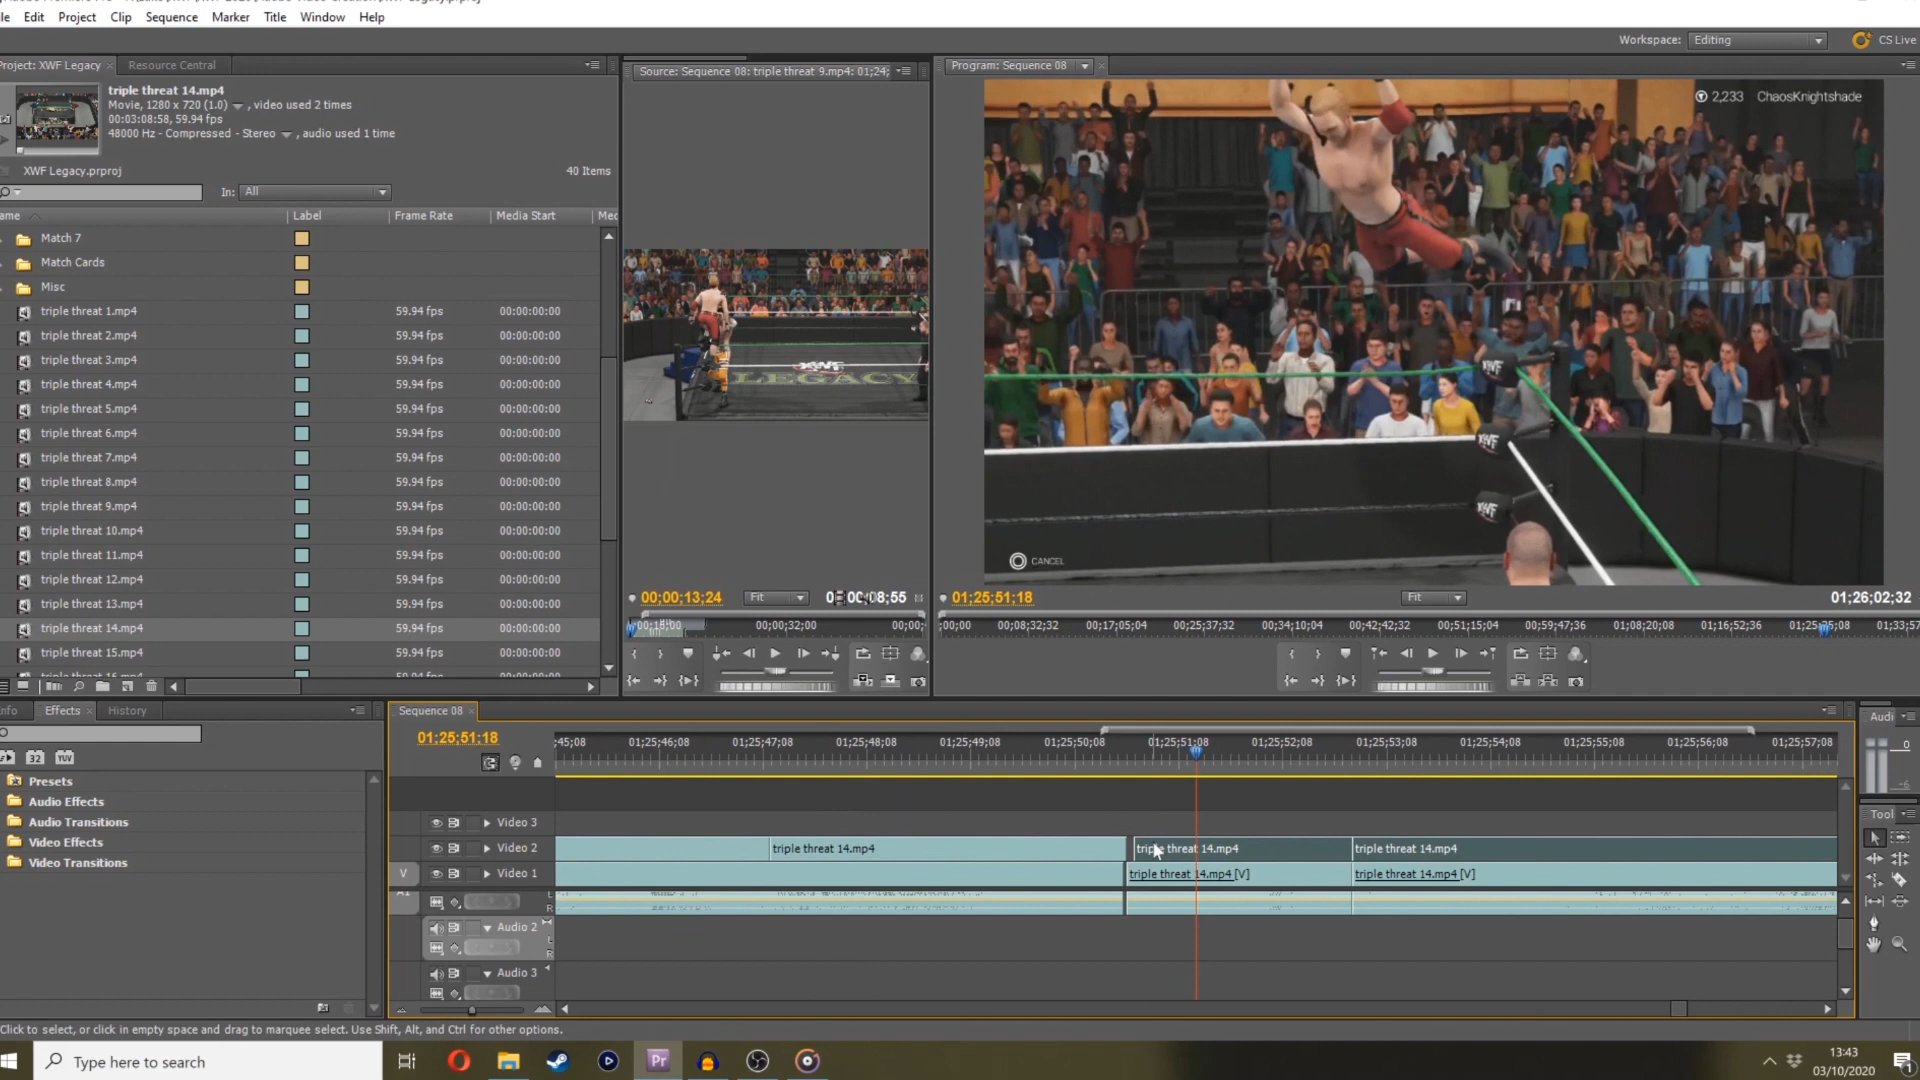 Edit Project Clip Sequence Marker Title Window Help
Workspace: Editing CS Live
Project: XWF Legacy × Resource Central
triple threat 14.mp4
Movie, 1280 x 720 (1.0) , video used 2 times
00:03:08:58, 59.94 fps
48000 Hz - Compressed - Stereo , audio used 1 time
XWF Legacy.prproj 40 Items
In: All
Label Frame Rate Media Start
Match 7
Match Cards
Misc
triple threat 1.mp4 59.94 fps 00:00:00:00
triple threat 2.mp4 59.94 fps 00:00:00:00
triple threat 3.mp4 59.94 fps 00:00:00:00
triple threat 4.mp4 59.94 fps 00:00:00:00
triple threat 5.mp4 59.94 fps 00:00:00:00
triple threat 6.mp4 59.94 fps 00:00:00:00
triple threat 7.mp4 59.94 fps 00:00:00:00
triple threat 8.mp4 59.94 fps 00:00:00:00
triple threat 9.mp4 59.94 fps 00:00:00:00
triple threat 10.mp4 59.94 fps 00:00:00:00
triple threat 11.mp4 59.94 fps 00:00:00:00
triple threat 12.mp4 59.94 fps 00:00:00:00
triple threat 13.mp4 59.94 fps 00:00:00:00
triple threat 14.mp4 59.94 fps 00:00:00:00
triple threat 15.mp4 59.94 fps 00:00:00:00
Source: Sequence 08: triple threat 9.mp4: 01;24;
XWF
LEGACY
00;00;13;24 Fit
00;00;32;00 00;00;
Program: Sequence 08
2,233 ChaosKnightshade
XWF
XWF
XWF
CANCEL
01;25;51;18 Fit 01;26;02;32
;00;00 00;08;32;32 00;17;05;04 00;25;37;32 00;34;10;04 00;42;42;32 00;51;15;04 00;59;47;36 01;08;20;08 01;16;52;36 01;33;57
Effects × History
32 YUV
Presets
Audio Effects
Audio Transitions
Video Effects
Video Transitions
Sequence 08 ×
01;25;51;18
;45;08 01;25;46;08 01;25;47;08 01;25;48;08 01;25;49;08 01;25;50;08 01;25;51;08 01;25;52;08 01;25;53;08 01;25;54;08 01;25;55;08 01;25;56;08 01;25;57;08
Video 3
Video 2 triple threat 14.mp4 triple threat 14.mp4 triple threat 14.mp4
V Video 1 triple threat 14.mp4 [V] triple threat 14.mp4 [V]
L
R
Audio 2
L
R
Audio 3
Audi
0
-6
Tool
Click to select, or click in empty space and drag to marquee select. Use Shift, Alt, and Ctrl for other options.
Type here to search
Pr
13:43
03/10/2020
1